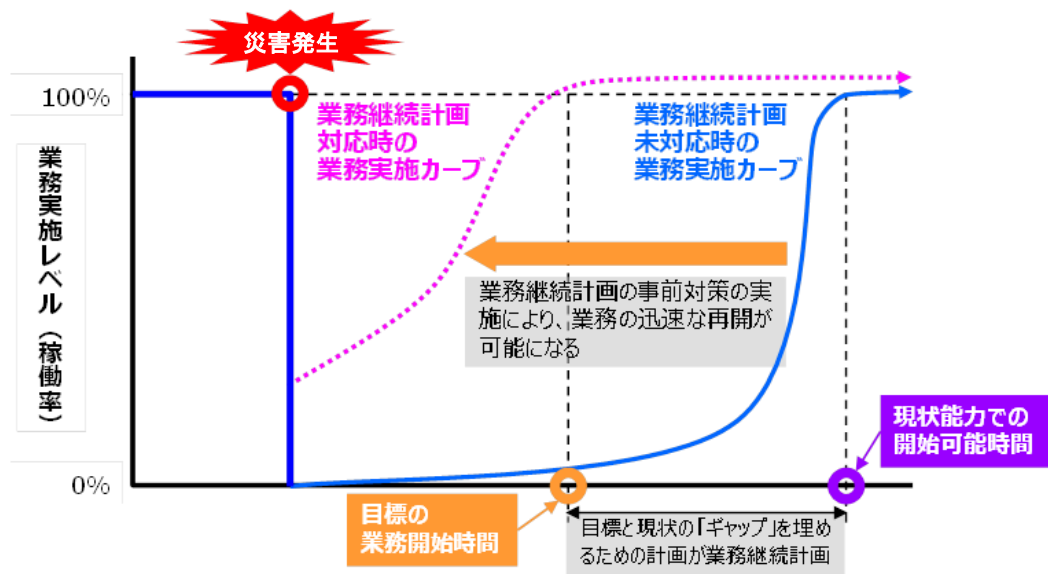 災害発生
100%
業務継続計画
対応時の
業務実施カーブ
業務継続計画
未対応時の
業務実施カーブ
業務実施レベル（稼働率）
業務継続計画の事前対策の実
施により、業務の迅速な再開が
可能になる
現状能力での
開始可能時間
0%
目標の
業務開始時間
目標と現状の「ギャップ」を埋め
るための計画が業務継続計画